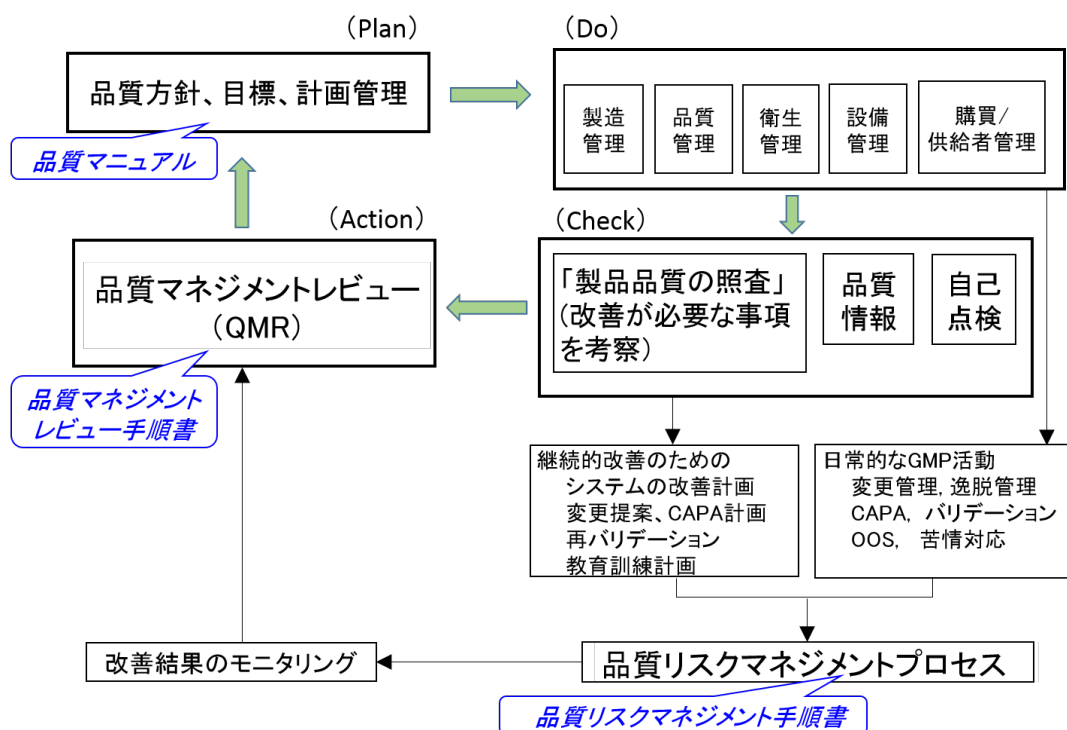 （Plan）
品質方針、目標、計画管理
品質マニュアル
（Do）
製造
管理
品質
管理
衛生
管理
設備
管理
購買/
供給者管理
（Action）
品質マネジメントレビュー
（QMR）
品質マネジメント
レビュー手順書
（Check）
「製品品質の照査」
(改善が必要な事項
を考察）
品質
情報
自己
点検
継続的改善のための
システムの改善計画
変更提案、CAPA計画
再バリデーション
教育訓練計画
日常的なGMP活動
変更管理, 逸脱管理
CAPA, バリデーション
OOS, 苦情対応
改善結果のモニタリング
品質リスクマネジメントプロセス
品質リスクマネジメント手順書